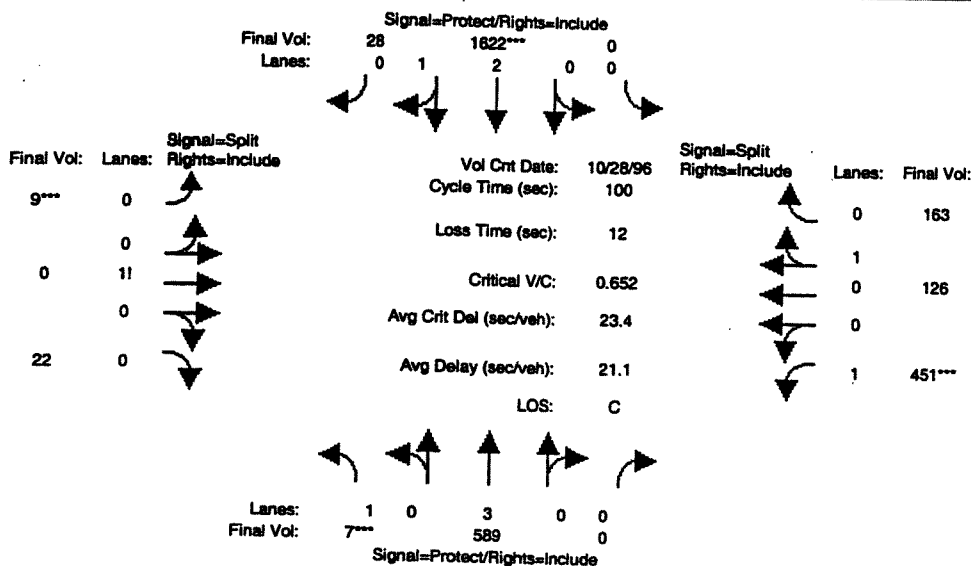 Signal=Protect/Rights=Include
Final Vol: 28 1622*** 0
Lanes: 0 1 2 0 0
Signal=Split
Final Vol: Lanes: Rights=Include
9*** 0
0
0 1!
0
22 0
Vol Cnt Date: 10/28/96
Cycle Time (sec): 100
Loss Time (sec): 12
Critical V/C: 0.652
Avg Crit Del (sec/veh): 23.4
Avg Delay (sec/veh): 21.1
LOS: C
Signal=Split
Rights=Include Lanes: Final Vol:
0 163
1
0 126
0
1 451***
Lanes: 1 0 3 0 0
Final Vol: 7*** 589 0
Signal=Protect/Rights=Include